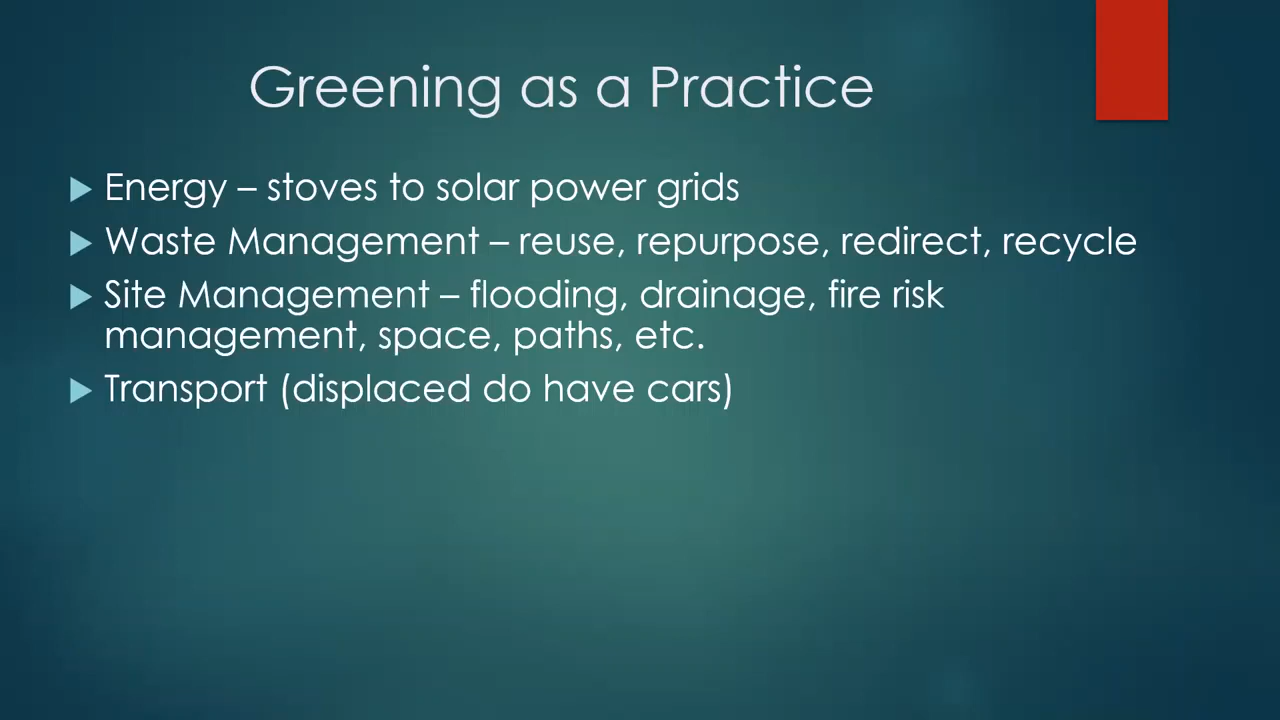 Greening as a Practice
Energy – stoves to solar power grids
Waste Management – reuse, repurpose, redirect, recycle
Site Management – flooding, drainage, fire risk
management, space, paths, etc.
Transport (displaced do have cars)